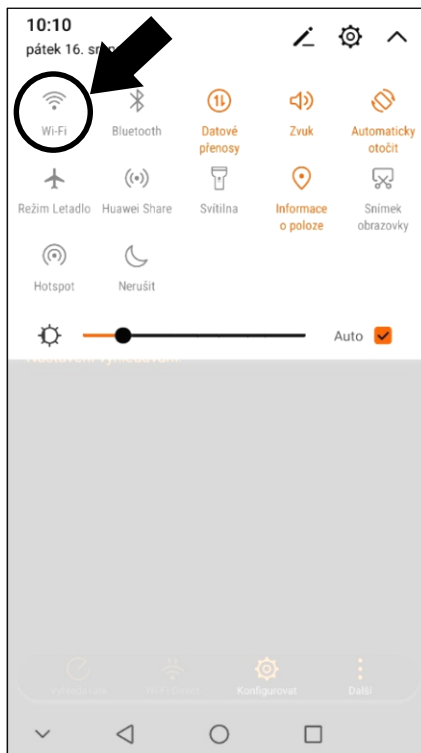 10:10
pátek 16.
Wi-Fi Bluetooth Datové přenosy Zvuk Automaticky otočit
Režim Letadlo Huawei Share Svítilna Informace o poloze Snímek obrazovky
Hotspot Nerušit
Auto
Konfigurovat Další